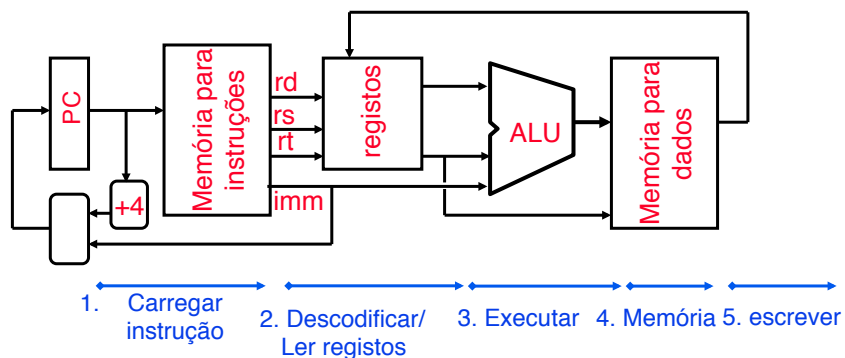 PC
+4
Memória para
instruções
rd
rs
rt
imm
registos
ALU
Memória para
dados
1. Carregar
instrução
2. Descodificar/
Ler registos
3. Executar
4. Memória
5. escrever